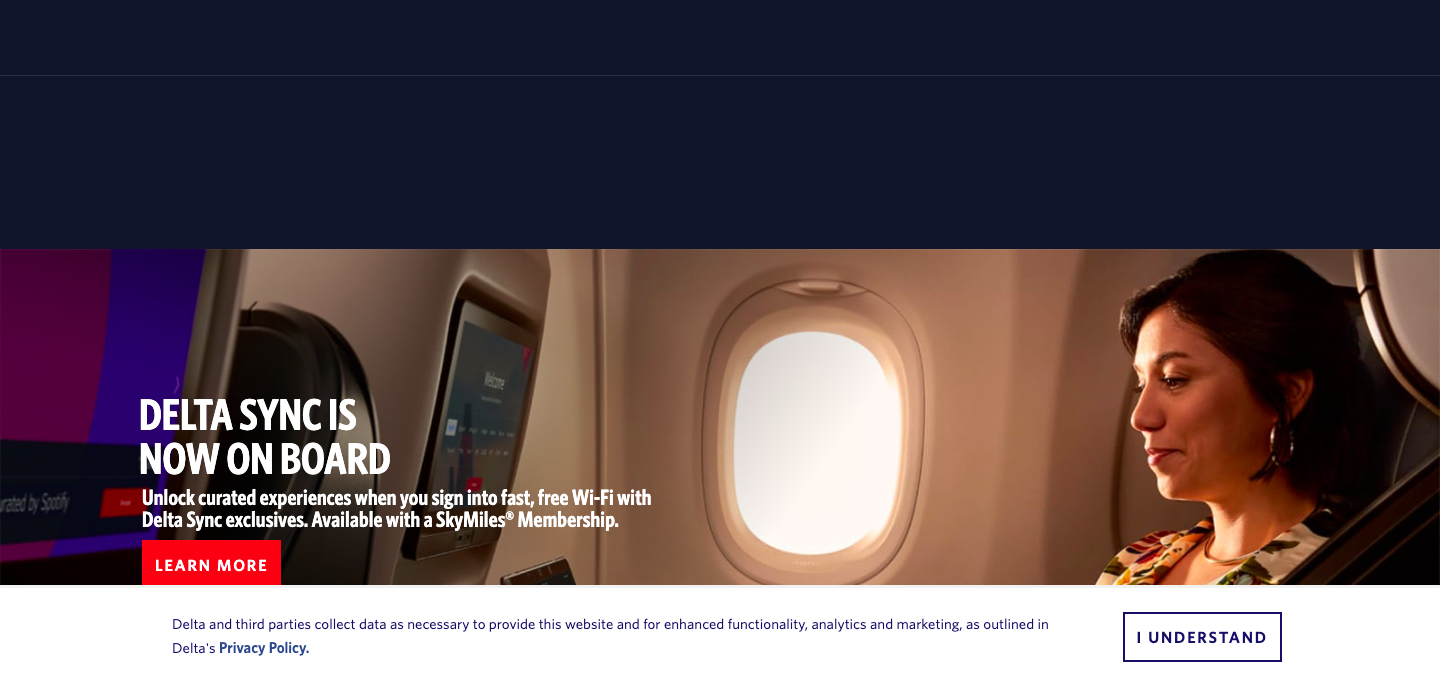 Welcome
DELTA SYNC IS
NOW ON BOARD
Unlock curated experiences when you sign into fast, free Wi-Fi with
Delta Sync exclusives. Available with a SkyMiles® Membership.
urated by Spotify
LEARN MORE
Delta and third parties collect data as necessary to provide this website and for enhanced functionality, analytics and marketing, as outlined in
Delta's Privacy Policy.
I UNDERSTAND